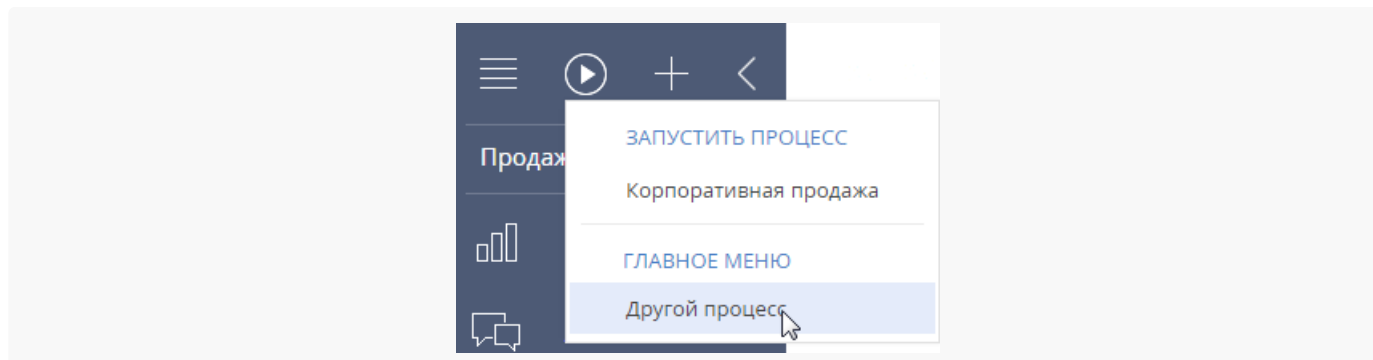 Продаж
ЗАПУСТИТЬ ПРОЦЕСС
Корпоративная продажа
ГЛАВНОЕ МЕНЮ
Другой процесс